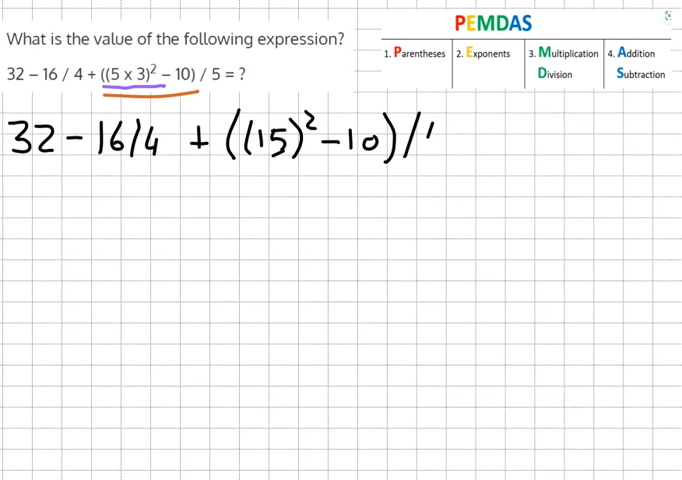 PEMDAS
What is the value of the following expression?
1. Parentheses 2. Exponents 3. Multiplication Division 4. Addition Subtraction
32 – 16 / 4 + ((5 x 3)² – 10) / 5 = ?
32 - 16/4 + ((15)² - 10) /